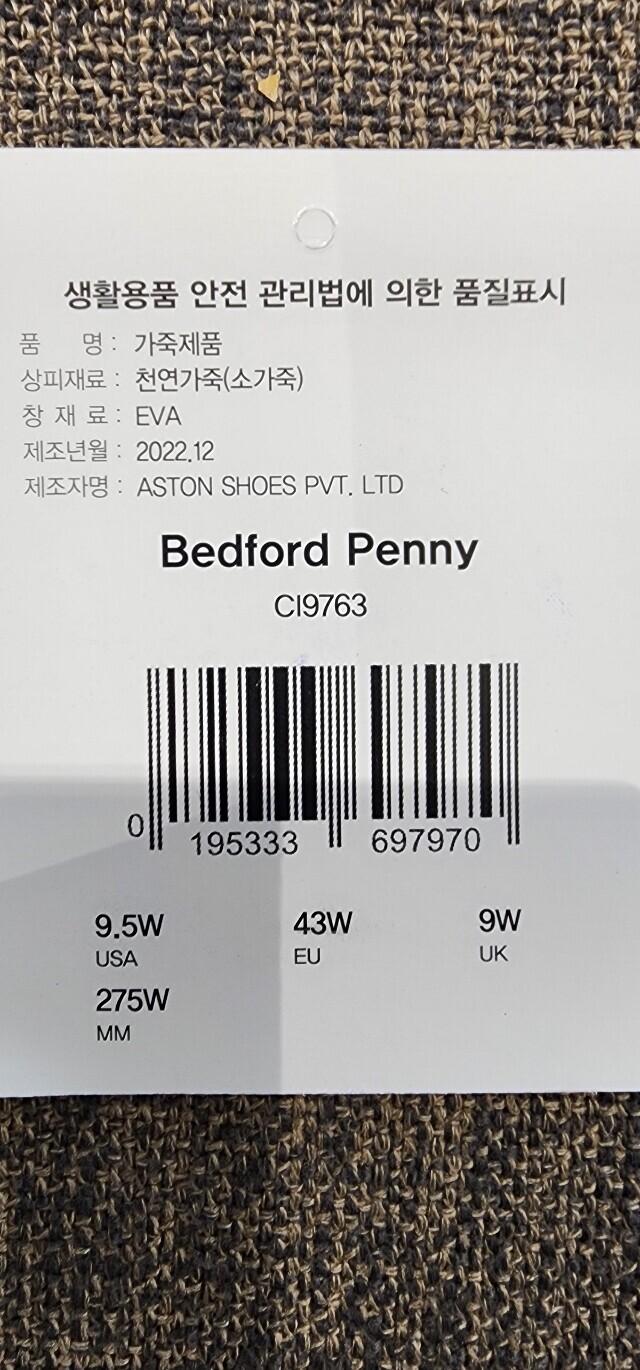 생활용품 안전 관리법에 의한 품질표시
품 명 : 가죽제품
상피재료 : 천연가죽(소가죽)
창 재 료 : EVA
제조년월 : 2022.12
제조자명 : ASTON SHOES PVT. LTD
Bedford Penny
CI9763
0 195333 697970
9.5W 43W 9W
USA EU UK
275W
MM